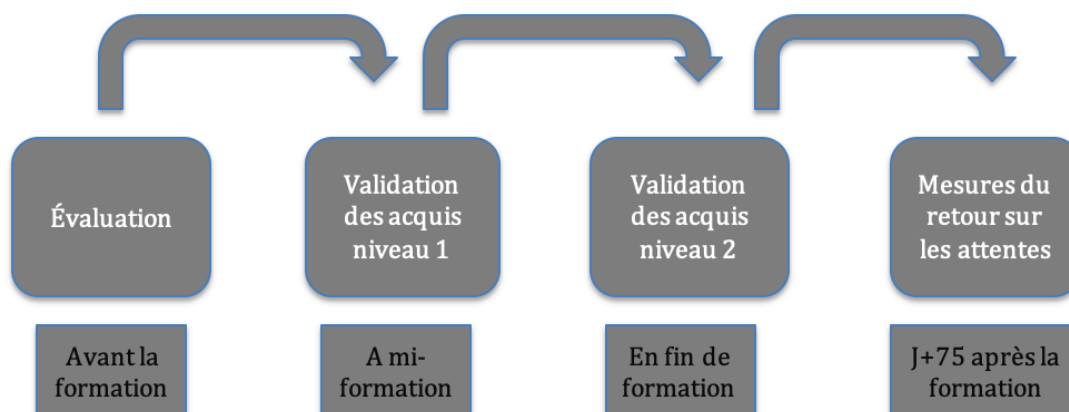 Évaluation
Validation
des acquis
niveau 1
Validation
des acquis
niveau 2
Mesures du
retour sur
les attentes
Avant la
formation
A mi-
formation
En fin de
formation
J+75 après la
formation